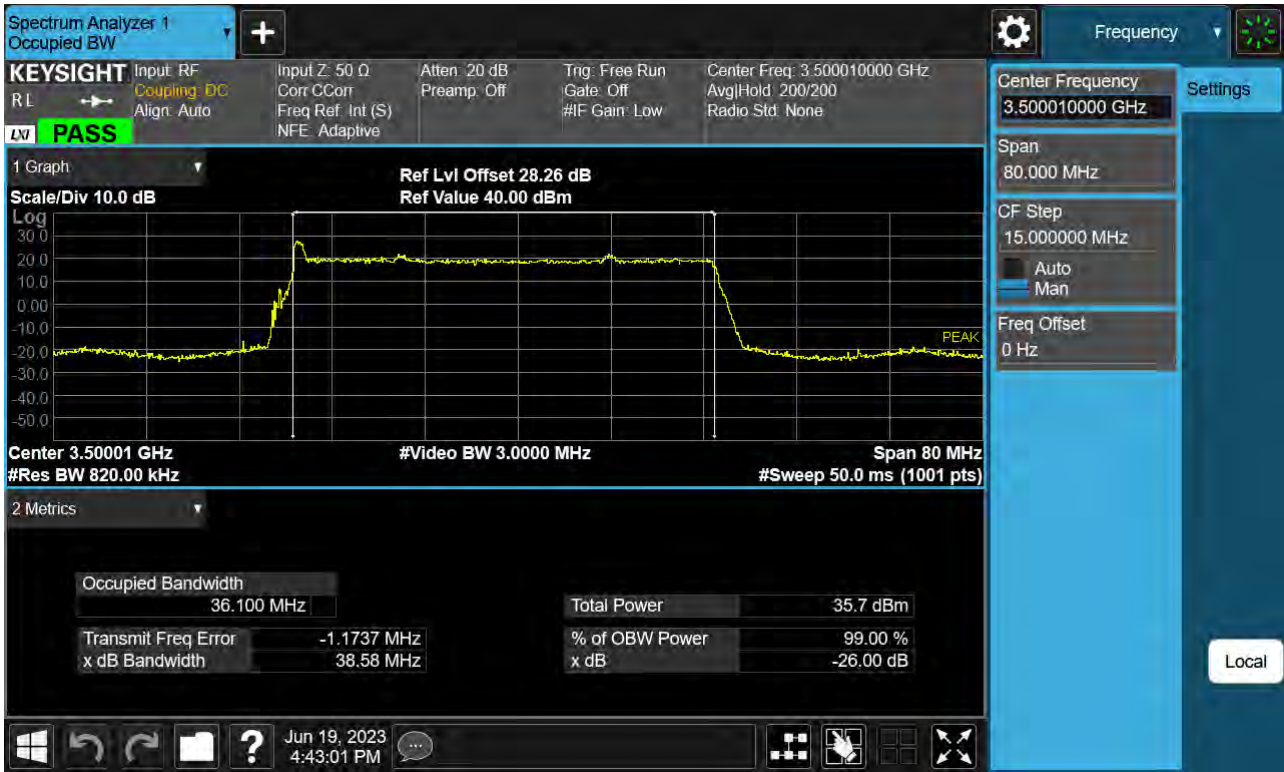 Spectrum Analyzer 1
Occupied BW
+
Frequency
KEYSIGHT
RL
LXI
PASS
Input: RF
Coupling: DC
Align: Auto
Input Z: 50 Ω
Corr CCorr
Freq Ref: Int (S)
NFE: Adaptive
Atten: 20 dB
Preamp: Off
Trig: Free Run
Gate: Off
#IF Gain: Low
Center Freq: 3.500010000 GHz
Avg|Hold: 200/200
Radio Std: None
Center Frequency
3.500010000 GHz
Settings
Span
80.000 MHz
CF Step
15.000000 MHz
Auto
Man
Freq Offset
0 Hz
Local
1 Graph
Scale/Div 10.0 dB
Ref Lvl Offset 28.26 dB
Ref Value 40.00 dBm
Log
30.0
20.0
10.0
0.00
-10.0
-20.0
-30.0
-40.0
-50.0
PEAK
Center 3.50001 GHz
#Video BW 3.0000 MHz
Span 80 MHz
#Res BW 820.00 kHz
#Sweep 50.0 ms (1001 pts)
2 Metrics
Occupied Bandwidth
36.100 MHz
Total Power 35.7 dBm
Transmit Freq Error -1.1737 MHz
% of OBW Power 99.00 %
x dB Bandwidth 38.58 MHz
x dB -26.00 dB
?
Jun 19, 2023
4:43:01 PM